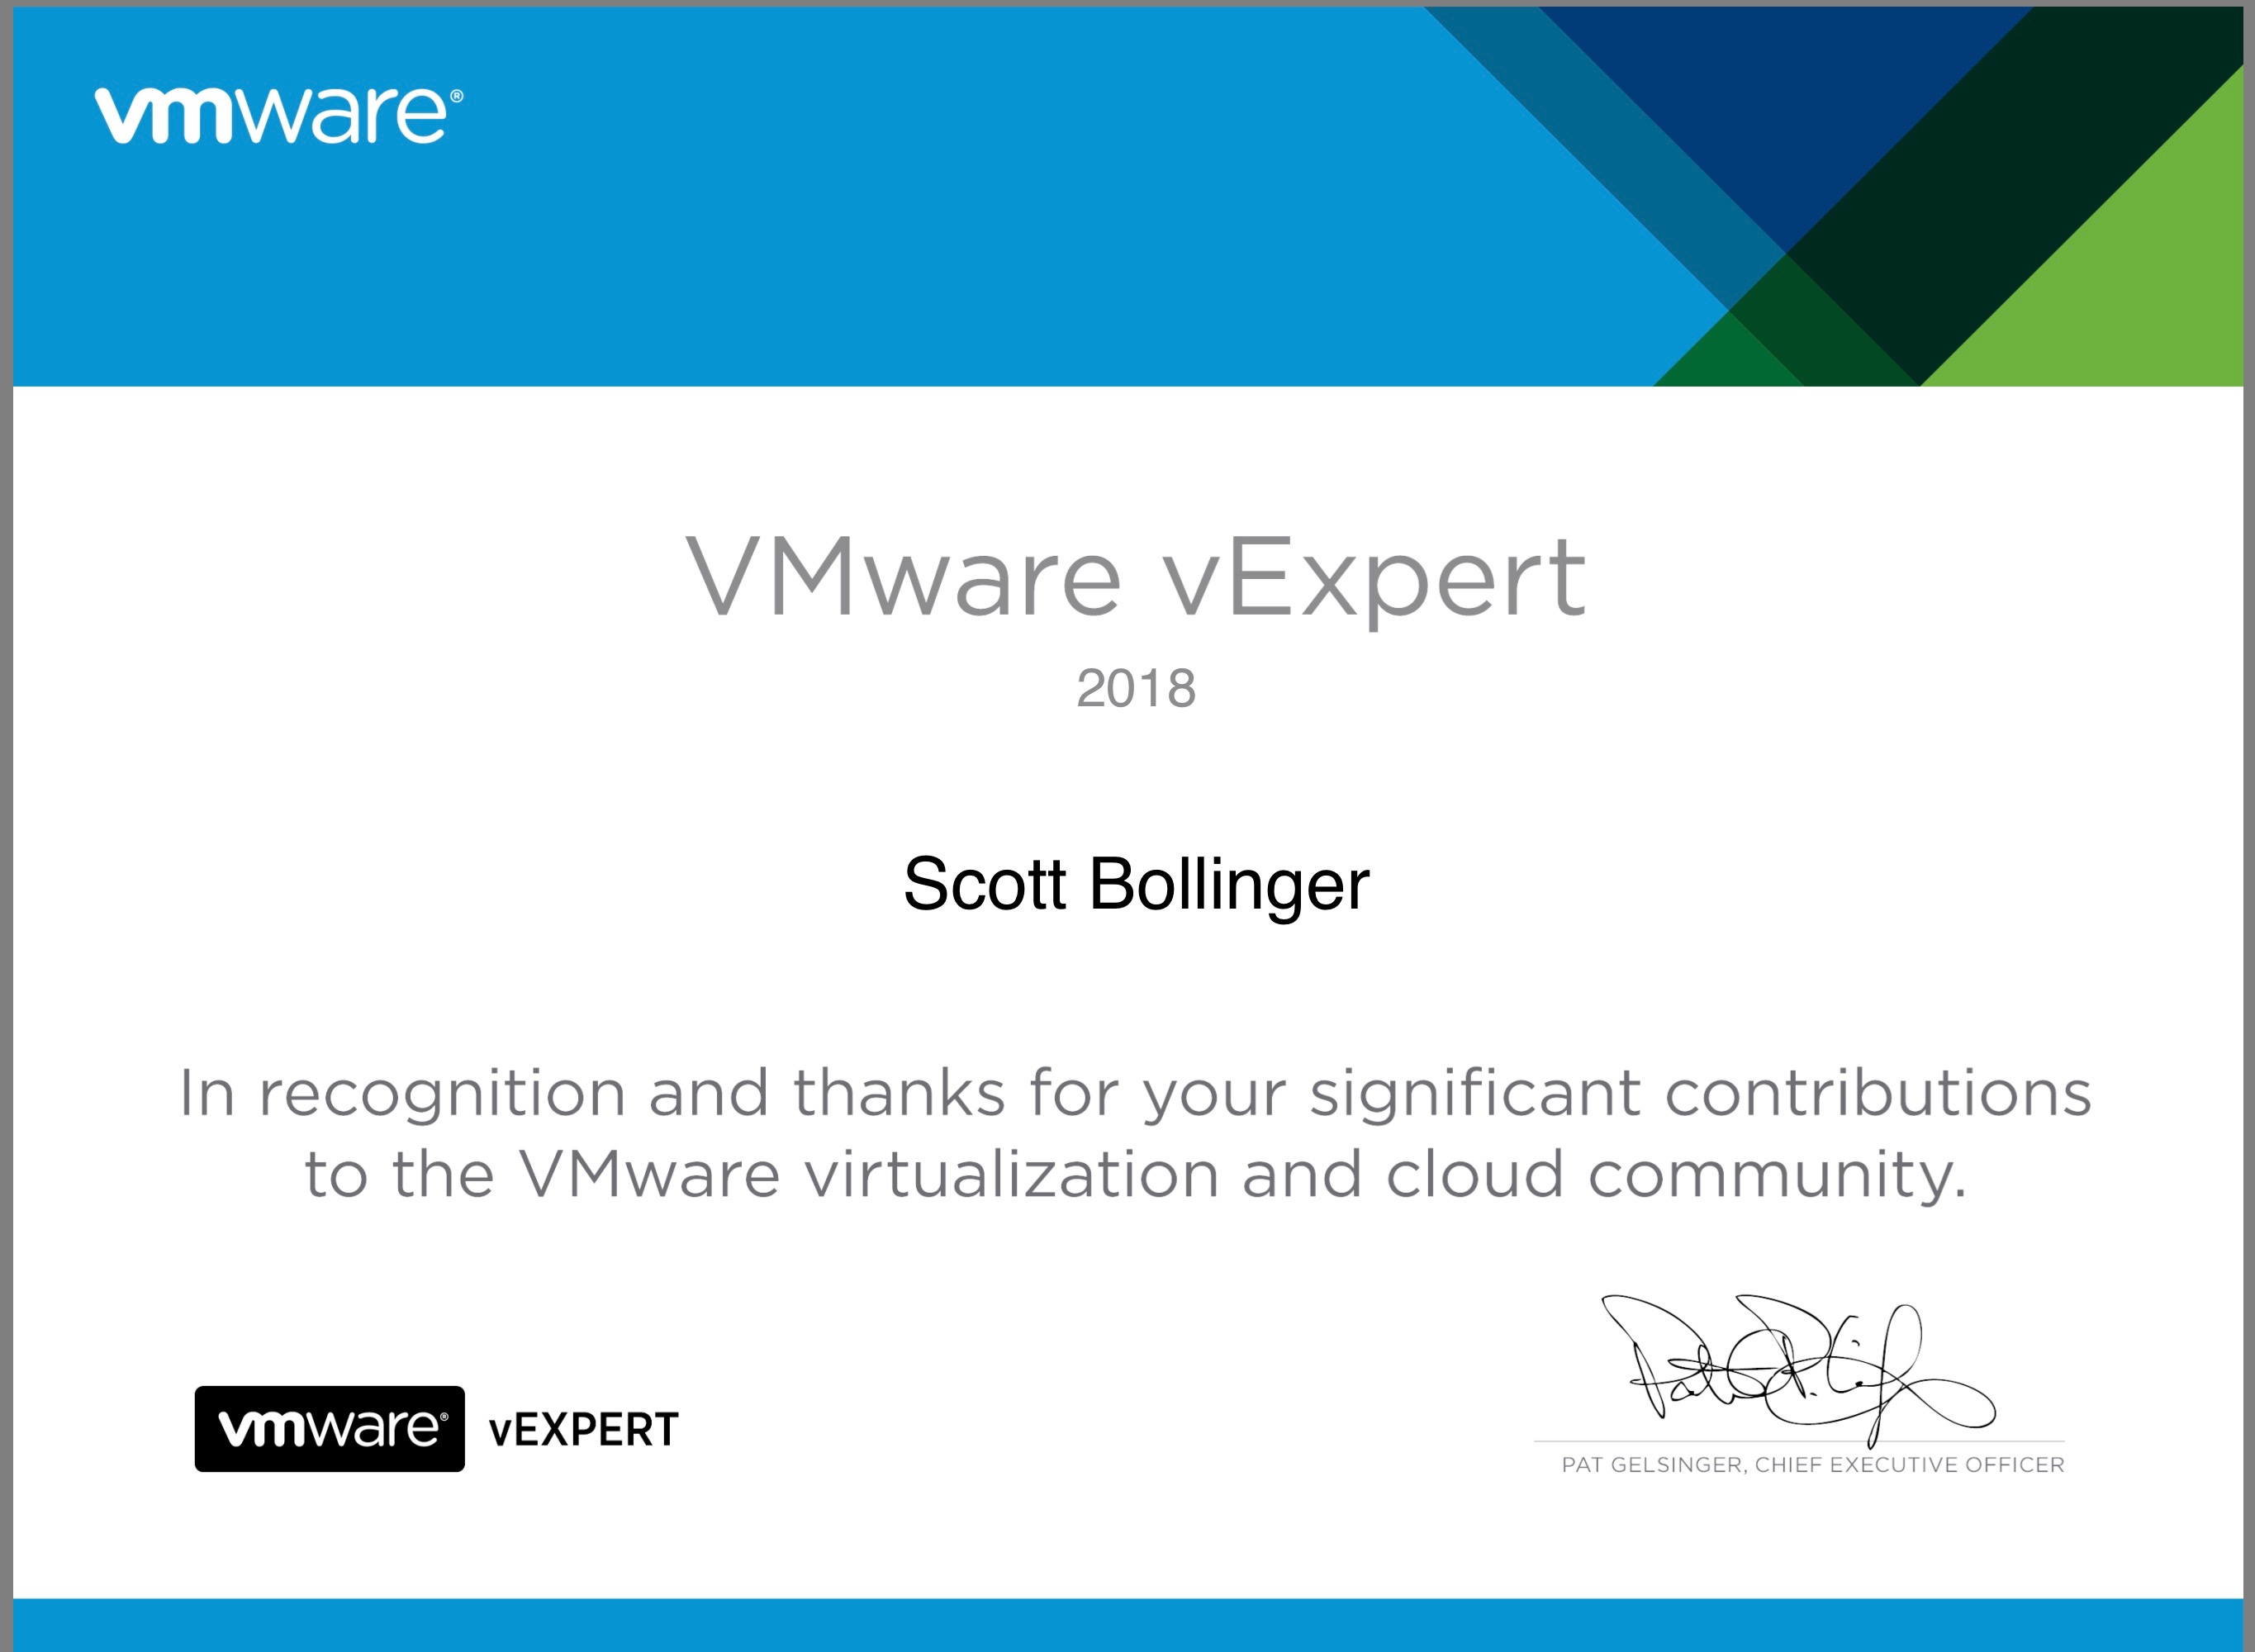 vmware®
VMware vExpert
2018
Scott Bollinger
In recognition and thanks for your significant contributions
to the VMware virtualization and cloud community.
vmware® vEXPERT
PAT GELSINGER, CHIEF EXECUTIVE OFFICER